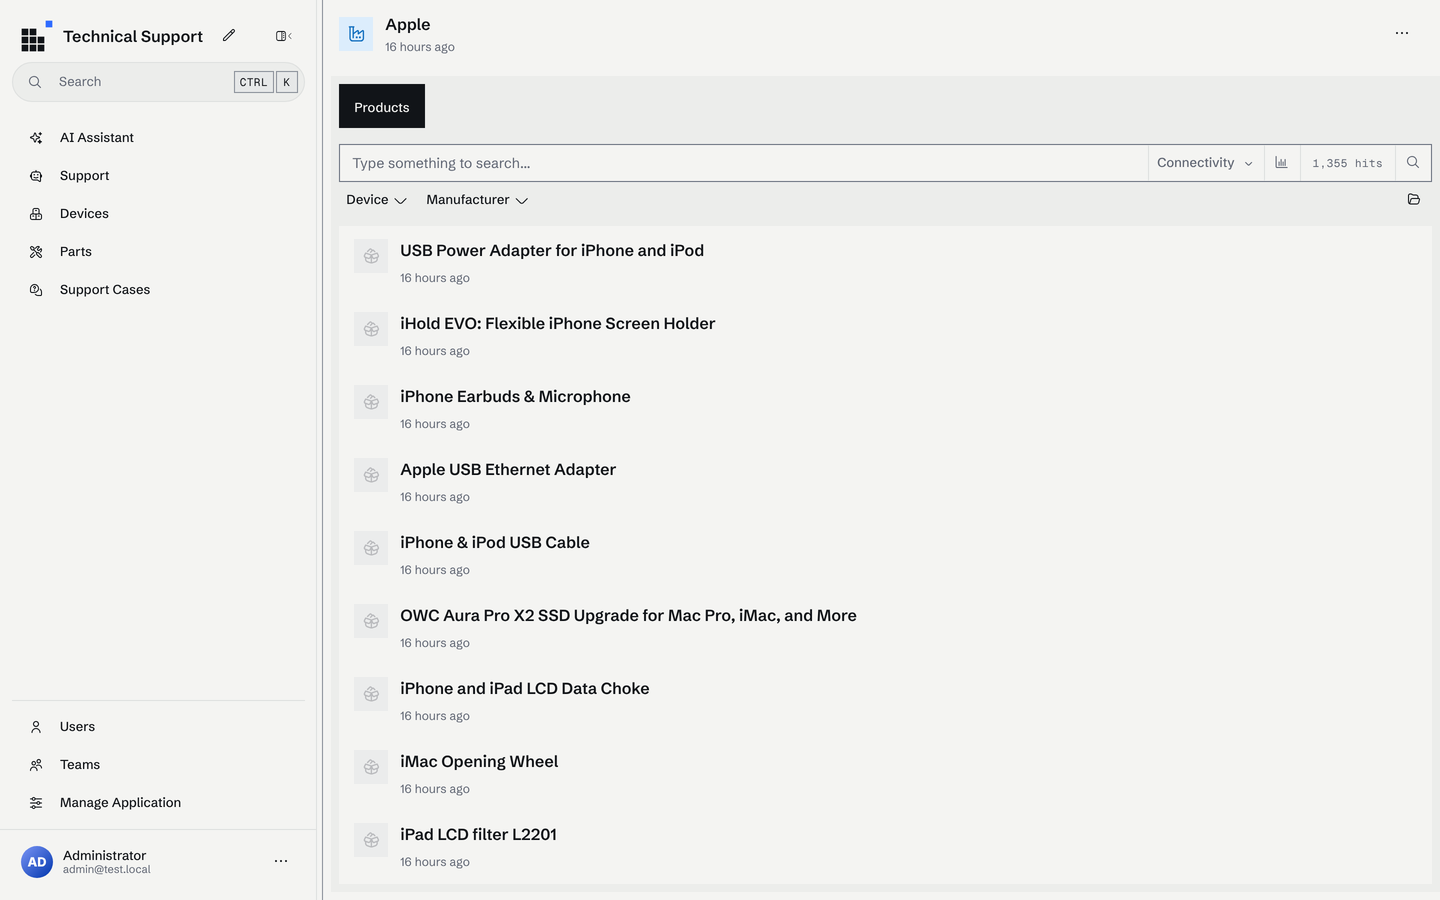 Technical Support
Search
CTRL K
AI Assistant
Support
Devices
Parts
Support Cases
Users
Teams
Manage Application
AD
Administrator
admin@test.local
Apple
16 hours ago
Products
Type something to search...
Connectivity
1,355 hits
Device
Manufacturer
USB Power Adapter for iPhone and iPod
16 hours ago
iHold EVO: Flexible iPhone Screen Holder
16 hours ago
iPhone Earbuds & Microphone
16 hours ago
Apple USB Ethernet Adapter
16 hours ago
iPhone & iPod USB Cable
16 hours ago
OWC Aura Pro X2 SSD Upgrade for Mac Pro, iMac, and More
16 hours ago
iPhone and iPad LCD Data Choke
16 hours ago
iMac Opening Wheel
16 hours ago
iPad LCD filter L2201
16 hours ago